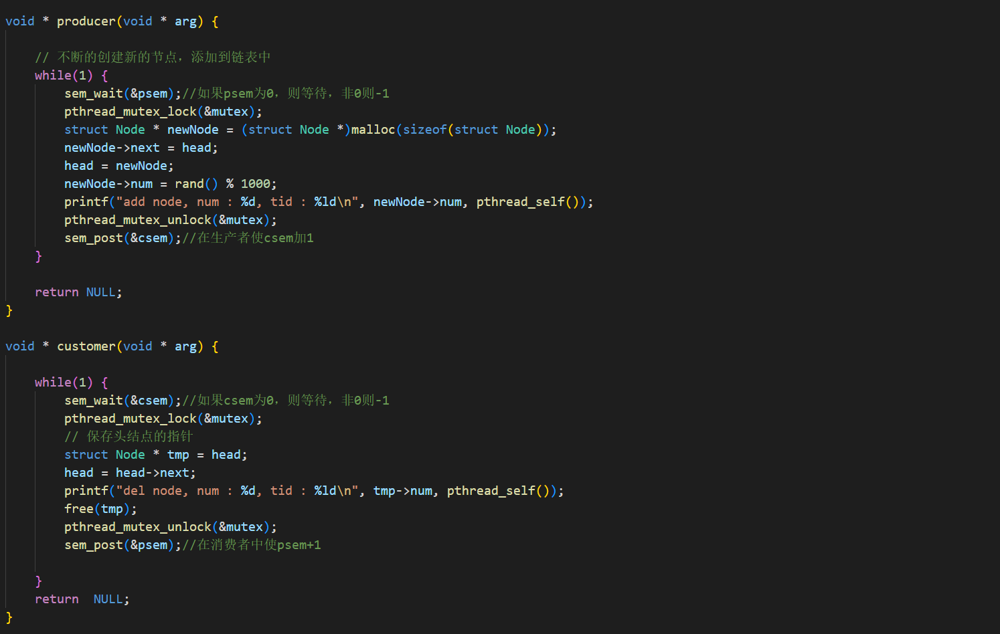 void * producer(void * arg) {
// 不断的创建新的节点，添加到链表中
while(1) {
sem_wait(&psem);//如果psem为0，则等待，非0则-1
pthread_mutex_lock(&mutex);
struct Node * newNode = (struct Node *)malloc(sizeof(struct Node));
newNode->next = head;
head = newNode;
newNode->num = rand() % 1000;
printf("add node, num : %d, tid : %ld\n", newNode->num, pthread_self());
pthread_mutex_unlock(&mutex);
sem_post(&csem);//在生产者使csem加1
}
return NULL;
}
void * customer(void * arg) {
while(1) {
sem_wait(&csem);//如果csem为0，则等待，非0则-1
pthread_mutex_lock(&mutex);
// 保存头结点的指针
struct Node * tmp = head;
head = head->next;
printf("del node, num : %d, tid : %ld\n", tmp->num, pthread_self());
free(tmp);
pthread_mutex_unlock(&mutex);
sem_post(&psem);//在消费者中使psem+1
}
return  NULL;
}